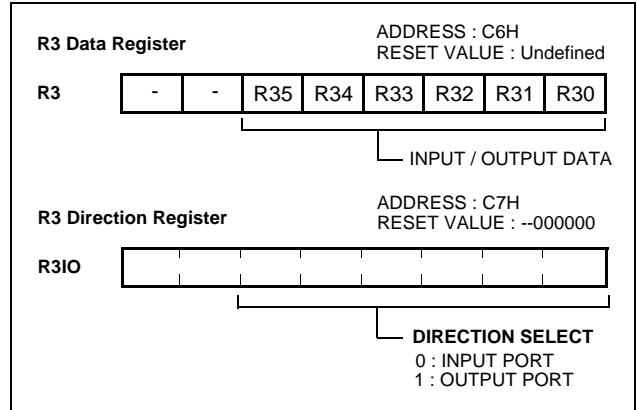 R3 Data Register
ADDRESS : C6H
RESET VALUE : Undefined
R3 - - R35 R34 R33 R32 R31 R30
INPUT / OUTPUT DATA
R3 Direction Register
ADDRESS : C7H
RESET VALUE : --000000
R3IO
DIRECTION SELECT
0 : INPUT PORT
1 : OUTPUT PORT